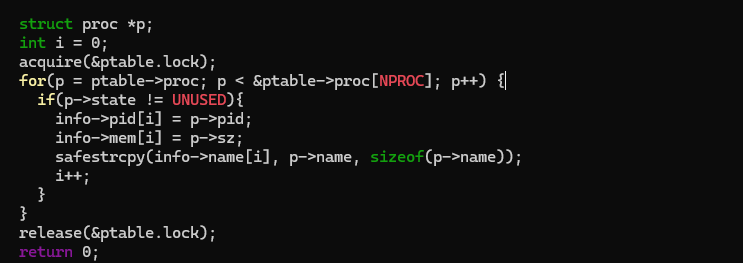 struct proc *p;
int i = 0;
acquire(&ptable.lock);
for(p = ptable->proc; p < &ptable->proc[NPROC]; p++) {
  if(p->state != UNUSED){
    info->pid[i] = p->pid;
    info->mem[i] = p->sz;
    safestrcpy(info->name[i], p->name, sizeof(p->name));
    i++;
  }
}
release(&ptable.lock);
return 0;